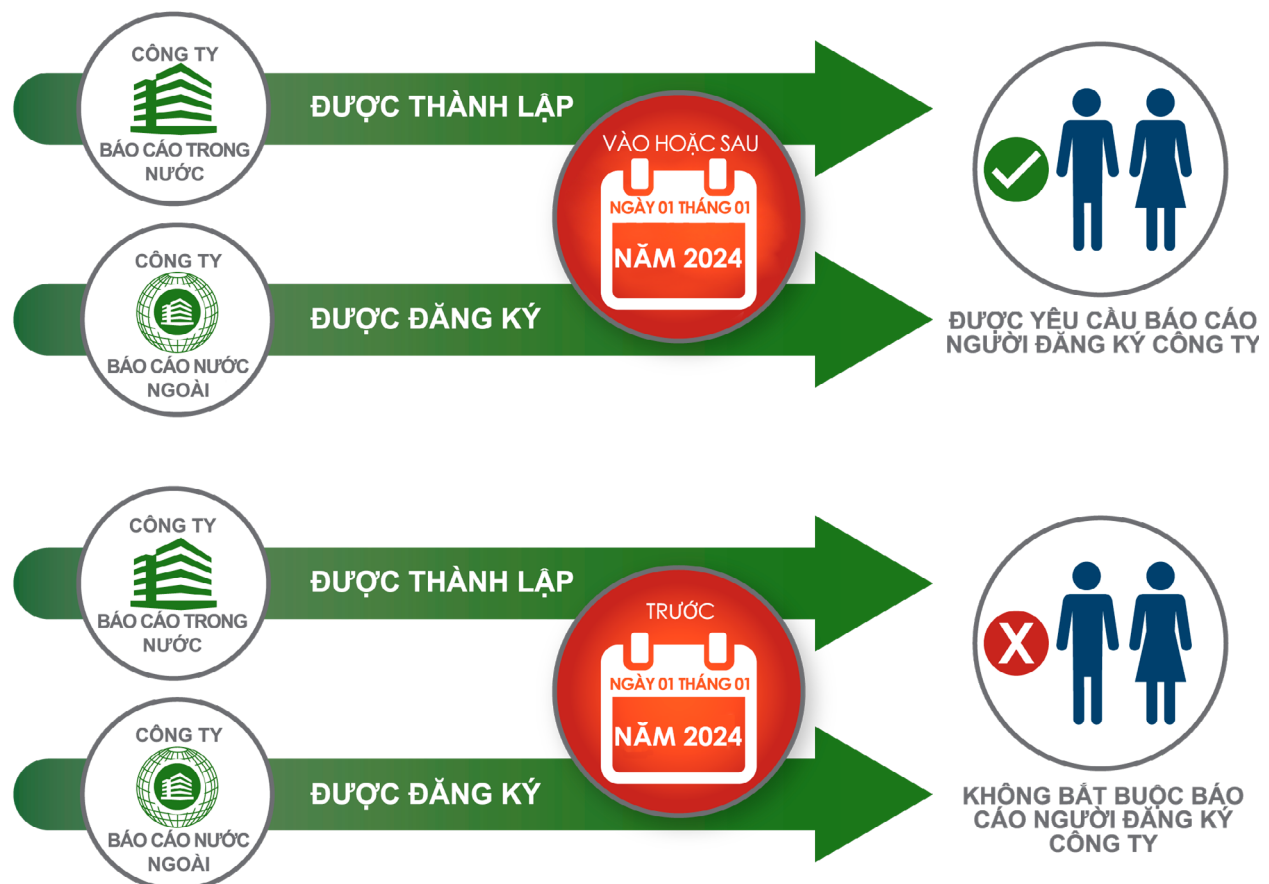 CÔNG TY
BÁO CÁO TRONG
NƯỚC
ĐƯỢC THÀNH LẬP
CÔNG TY
BÁO CÁO NƯỚC
NGOÀI
ĐƯỢC ĐĂNG KÝ
VÀO HOẶC SAU
NGÀY 01 THÁNG 01
NĂM 2024
ĐƯỢC YÊU CẦU BÁO CÁO
NGƯỜI ĐĂNG KÝ CÔNG TY
CÔNG TY
BÁO CÁO TRONG
NƯỚC
ĐƯỢC THÀNH LẬP
CÔNG TY
BÁO CÁO NƯỚC
NGOÀI
ĐƯỢC ĐĂNG KÝ
TRƯỚC
NGÀY 01 THÁNG 01
NĂM 2024
X
KHÔNG BẮT BUỘC BÁO
CÁO NGƯỜI ĐĂNG KÝ
CÔNG TY